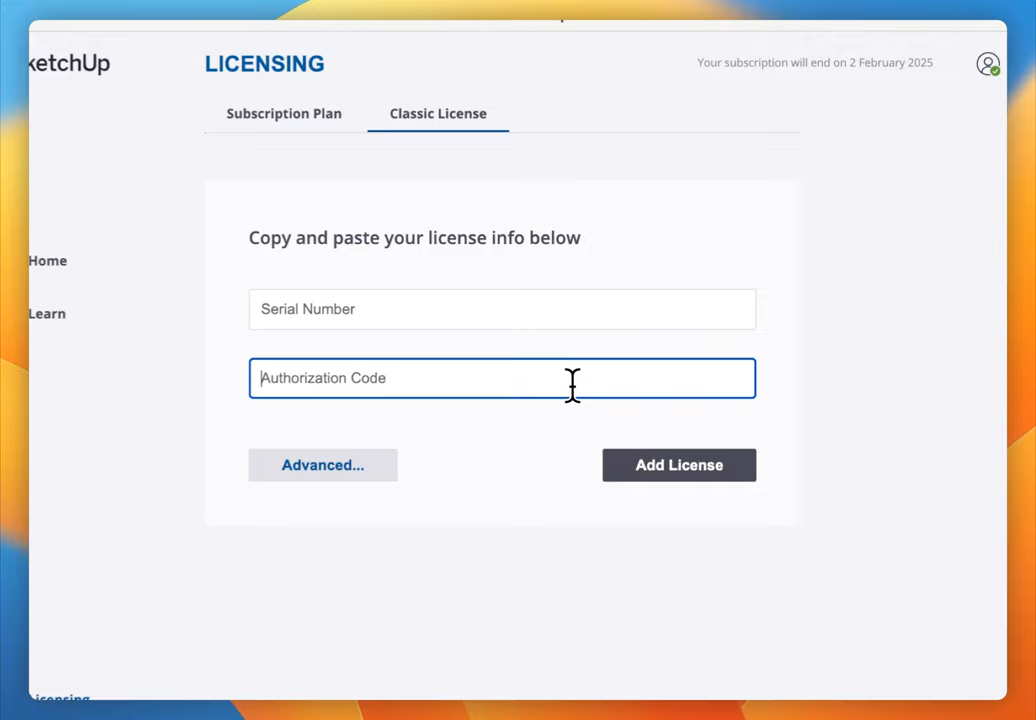 ketchUp
LICENSING
Your subscription will end on 2 February 2025
Subscription Plan
Classic License
Copy and paste your license info below
Home
Serial Number
Learn
Authorization Code
Advanced...
Add License
Licensing